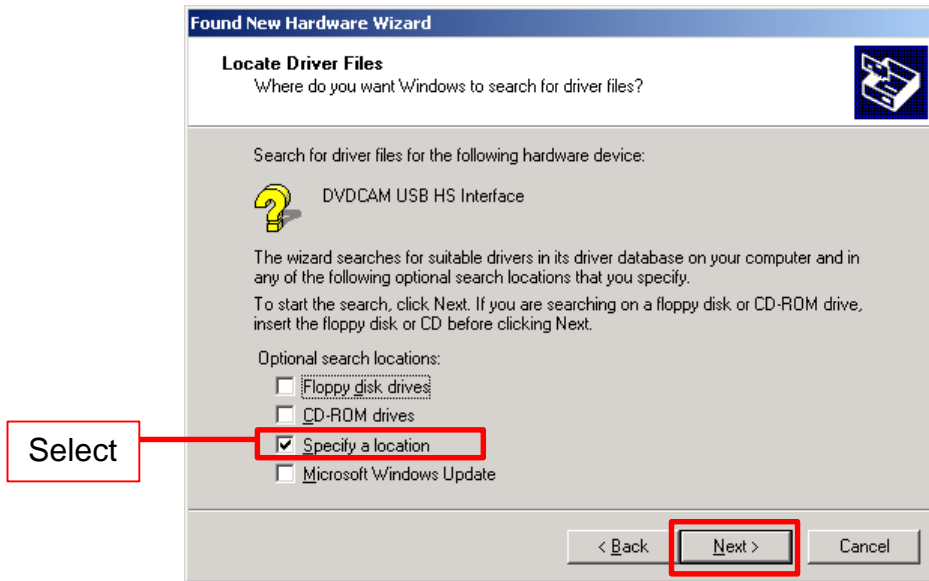 Found New Hardware Wizard
Locate Driver Files
Where do you want Windows to search for driver files?
Search for driver files for the following hardware device:
DVDCAM USB HS Interface
The wizard searches for suitable drivers in its driver database on your computer and in
any of the following optional search locations that you specify.
To start the search, click Next. If you are searching on a floppy disk or CD-ROM drive,
insert the floppy disk or CD before clicking Next.
Optional search locations:
Floppy disk drives
CD-ROM drives
Select
Specify a location
Microsoft Windows Update
< Back
Next >
Cancel